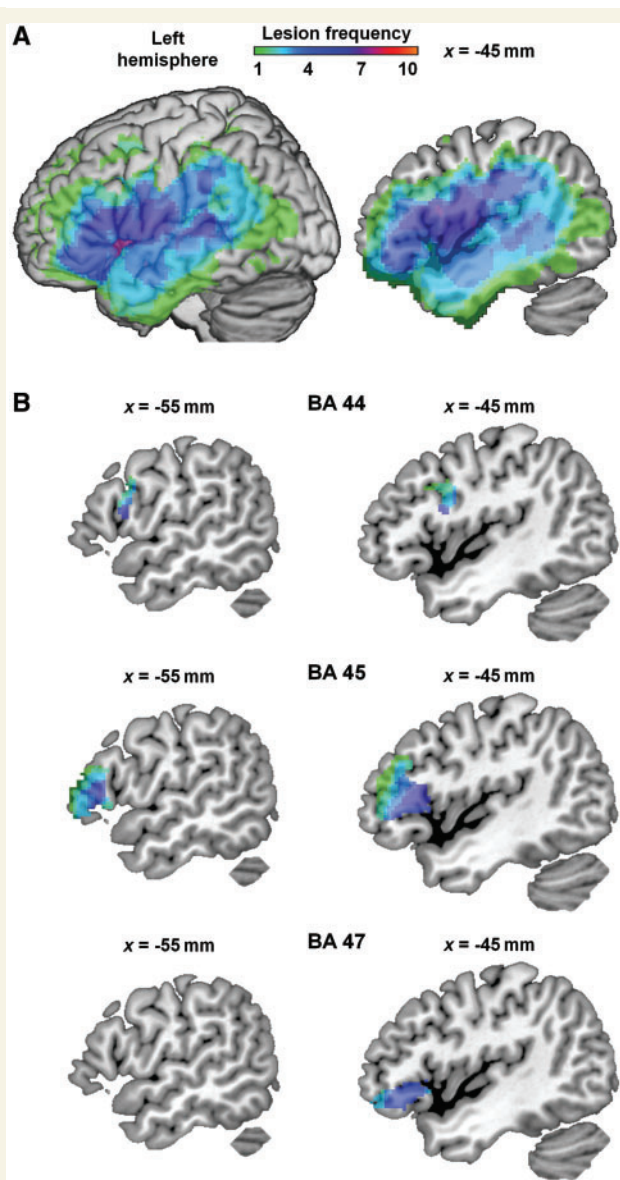 A
Left
hemisphere
Lesion frequency
1 4 7 10
x = -45 mm
B
x = -55 mm BA 44 x = -45 mm
x = -55 mm BA 45 x = -45 mm
x = -55 mm BA 47 x = -45 mm